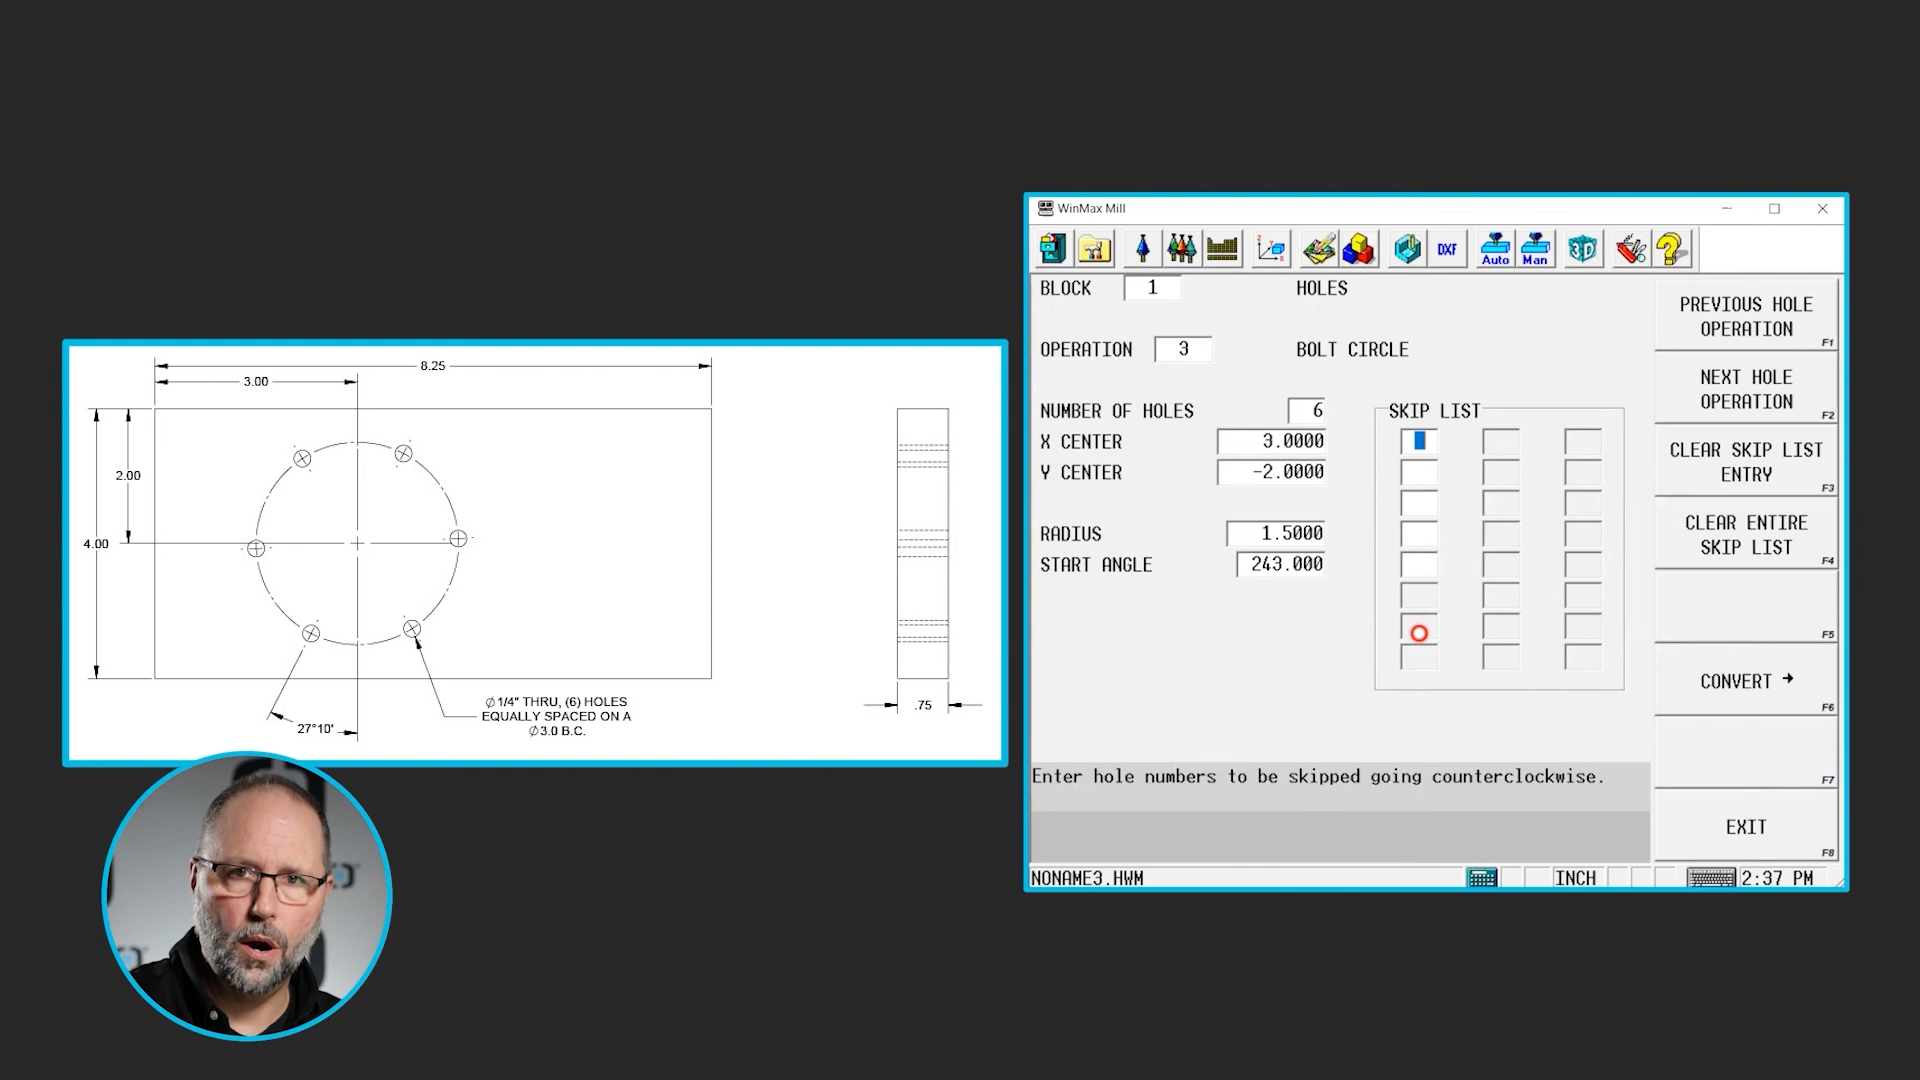 8.25
3.00
2.00
4.00
27°10'
∅ 1/4" THRU, (6) HOLES
EQUALLY SPACED ON A
∅ 3.0 B.C.
.75
WinMax Mill
DXF
Auto
Man
3D
BLOCK 1 HOLES
OPERATION 3 BOLT CIRCLE
NUMBER OF HOLES 6
X CENTER 3.0000
Y CENTER -2.0000
RADIUS 1.5000
START ANGLE 243.000
SKIP LIST
PREVIOUS HOLE
OPERATION
F1
NEXT HOLE
OPERATION
F2
CLEAR SKIP LIST
ENTRY
F3
CLEAR ENTIRE
SKIP LIST
F4
F5
CONVERT →
F6
F7
EXIT
F8
Enter hole numbers to be skipped going counterclockwise.
NONAME3.HWM
INCH
2:37 PM